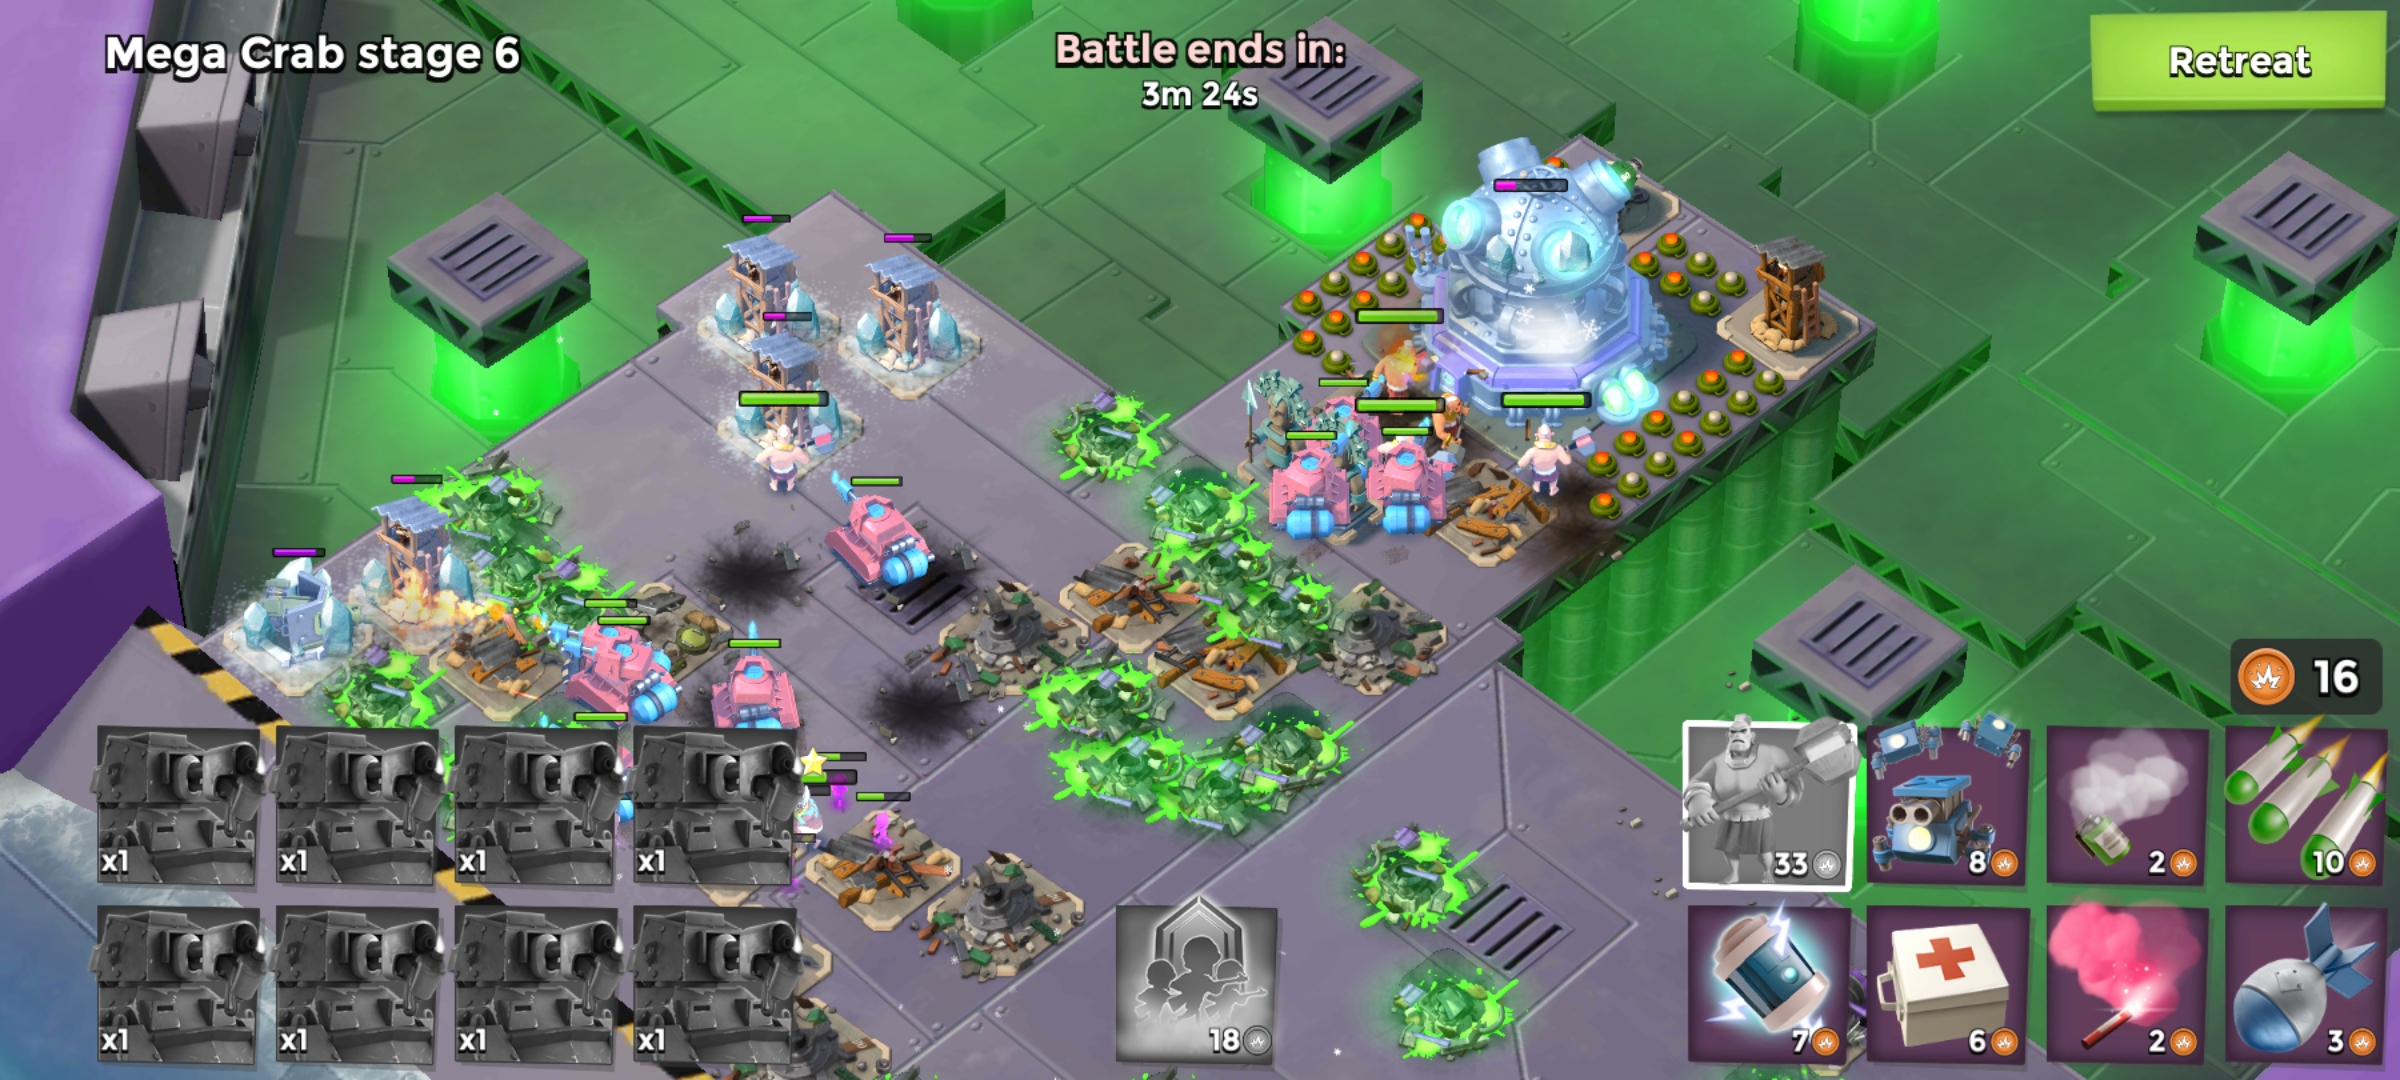 Mega Crab stage 6
Battle ends in:
3m 24s
Retreat
16
33
8
2
10
x1
x1
x1
x1
18
7
6
2
3
x1
x1
x1
x1